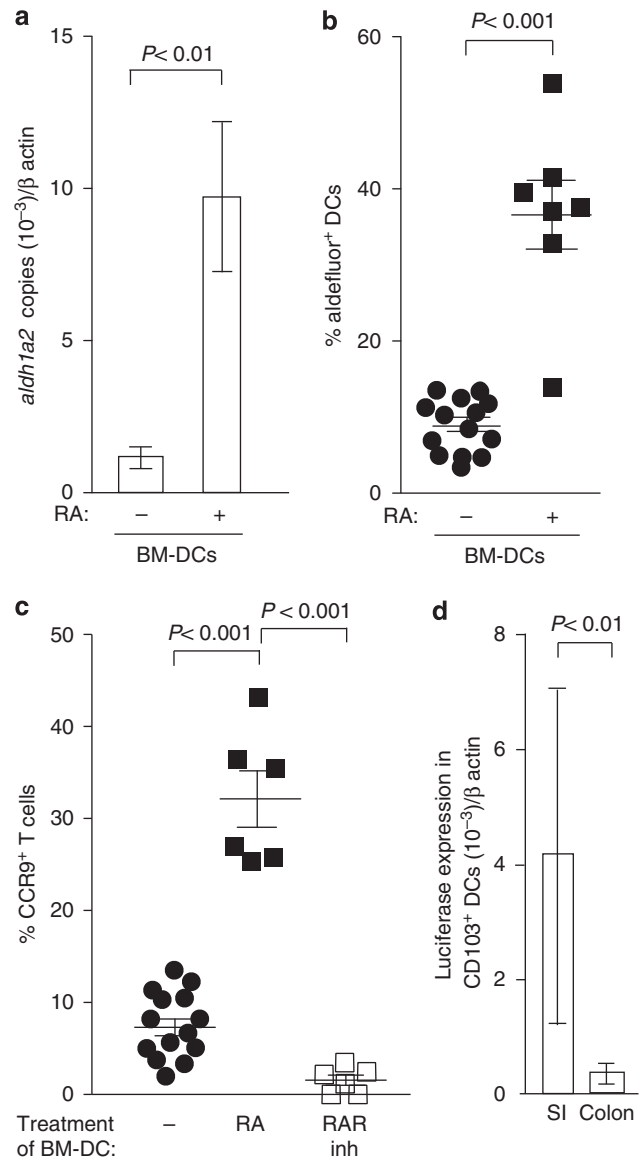 a
P< 0.01
15
10
5
0
aldh1a2 copies (10⁻³)/β actin
RA: – +
BM-DCs
b
P< 0.001
60
40
20
0
% aldefluor⁺ DCs
RA: – +
BM-DCs
c
P< 0.001
P< 0.001
50
40
30
20
10
0
% CCR9⁺ T cells
Treatment – RA RAR
of BM-DC: inh
d
P< 0.01
8
6
4
2
0
Luciferase expression in
CD103⁺ DCs (10⁻³)/β actin
SI Colon